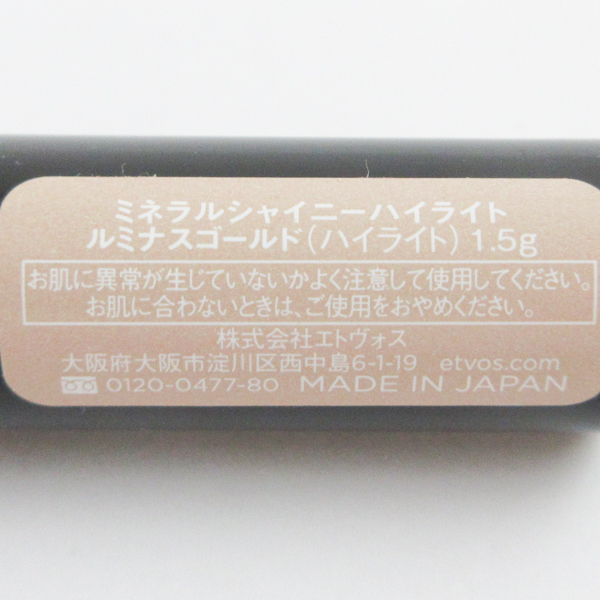 ミネラルシャイニーハイライト
ルミナスゴールド(ハイライト) 1.5g
お肌に異常が生じていないかよく注意して使用してください。
お肌に合わないときは、ご使用をおやめください。
株式会社エトヴォス
大阪府大阪市淀川区西中島6-1-19 etvos.com
0120-0477-80 MADE IN JAPAN